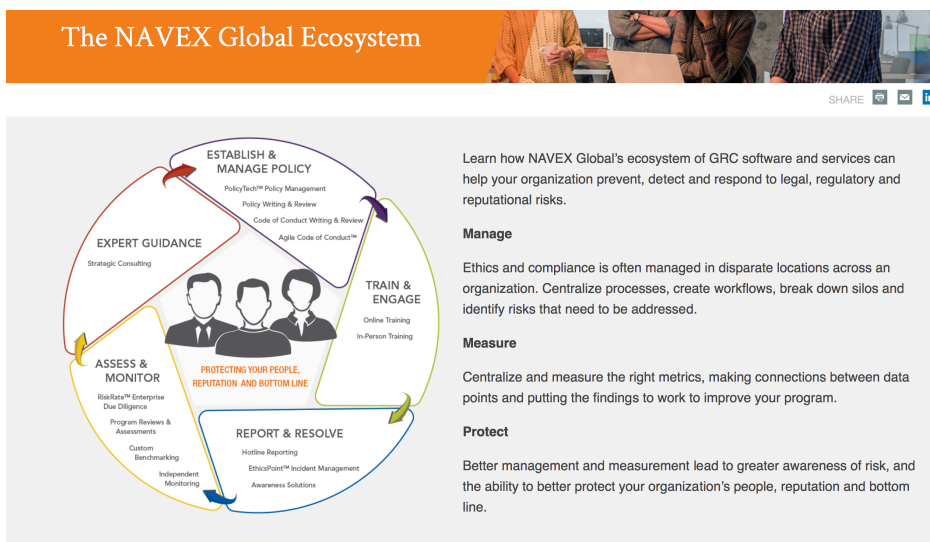 The NAVEX Global Ecosystem
SHARE
in
ESTABLISH &
MANAGE POLICY
PolicyTech™ Policy Management
Policy Writing & Review
Code of Conduct Writing & Review
Agile Code of Conduct™
EXPERT GUIDANCE
Strategic Consulting
TRAIN &
ENGAGE
Online Training
In-Person Training
PROTECTING YOUR PEOPLE,
REPUTATION AND BOTTOM LINE
ASSESS &
MONITOR
RiskRate™ Enterprise
Due Diligence
Program Reviews &
Assessments
Custom
Benchmarking
Independent
Monitoring
REPORT & RESOLVE
Hotline Reporting
EthicsPoint™ Incident Management
Awareness Solutions
Learn how NAVEX Global’s ecosystem of GRC software and services can
help your organization prevent, detect and respond to legal, regulatory and
reputational risks.
Manage
Ethics and compliance is often managed in disparate locations across an
organization. Centralize processes, create workflows, break down silos and
identify risks that need to be addressed.
Measure
Centralize and measure the right metrics, making connections between data
points and putting the findings to work to improve your program.
Protect
Better management and measurement lead to greater awareness of risk, and
the ability to better protect your organization’s people, reputation and bottom
line.